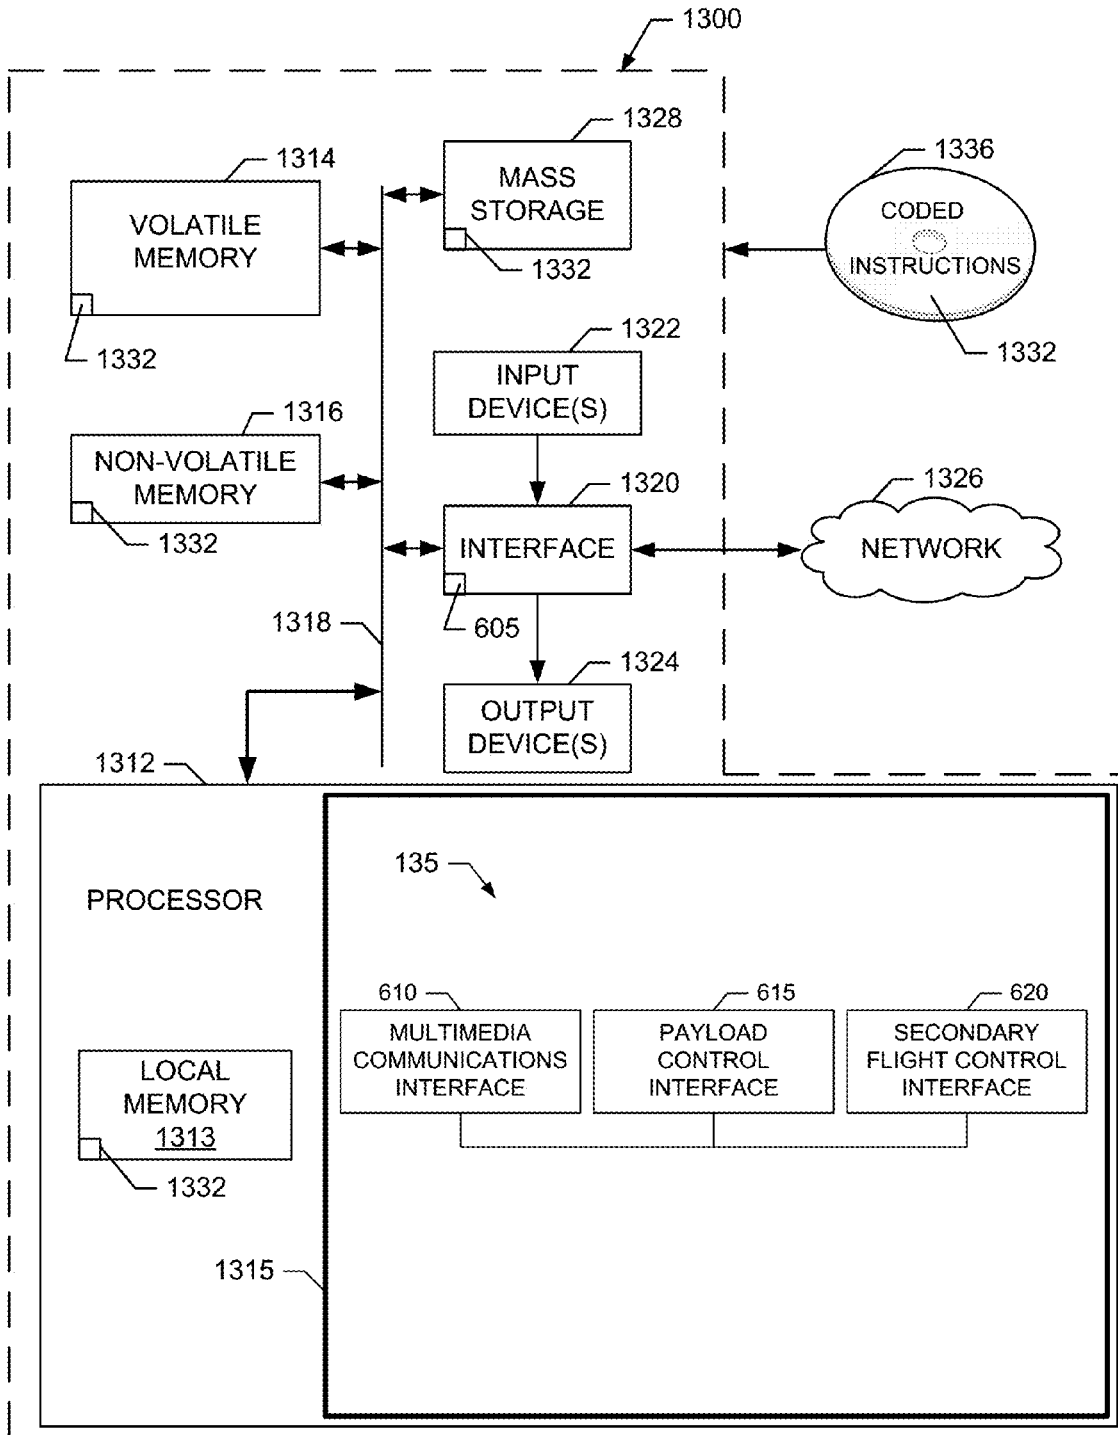 1300
1328
1314
1336
MASS
STORAGE
VOLATILE
MEMORY
CODED
INSTRUCTIONS
1332
1332
1332
1322
INPUT
DEVICE(S)
1316
NON-VOLATILE
MEMORY
1332
1320
INTERFACE
605
1326
NETWORK
1318
1324
OUTPUT
DEVICE(S)
1312
PROCESSOR
135
610
MULTIMEDIA
COMMUNICATIONS
INTERFACE
615
PAYLOAD
CONTROL
INTERFACE
620
SECONDARY
FLIGHT CONTROL
INTERFACE
LOCAL
MEMORY
1313
1332
1315